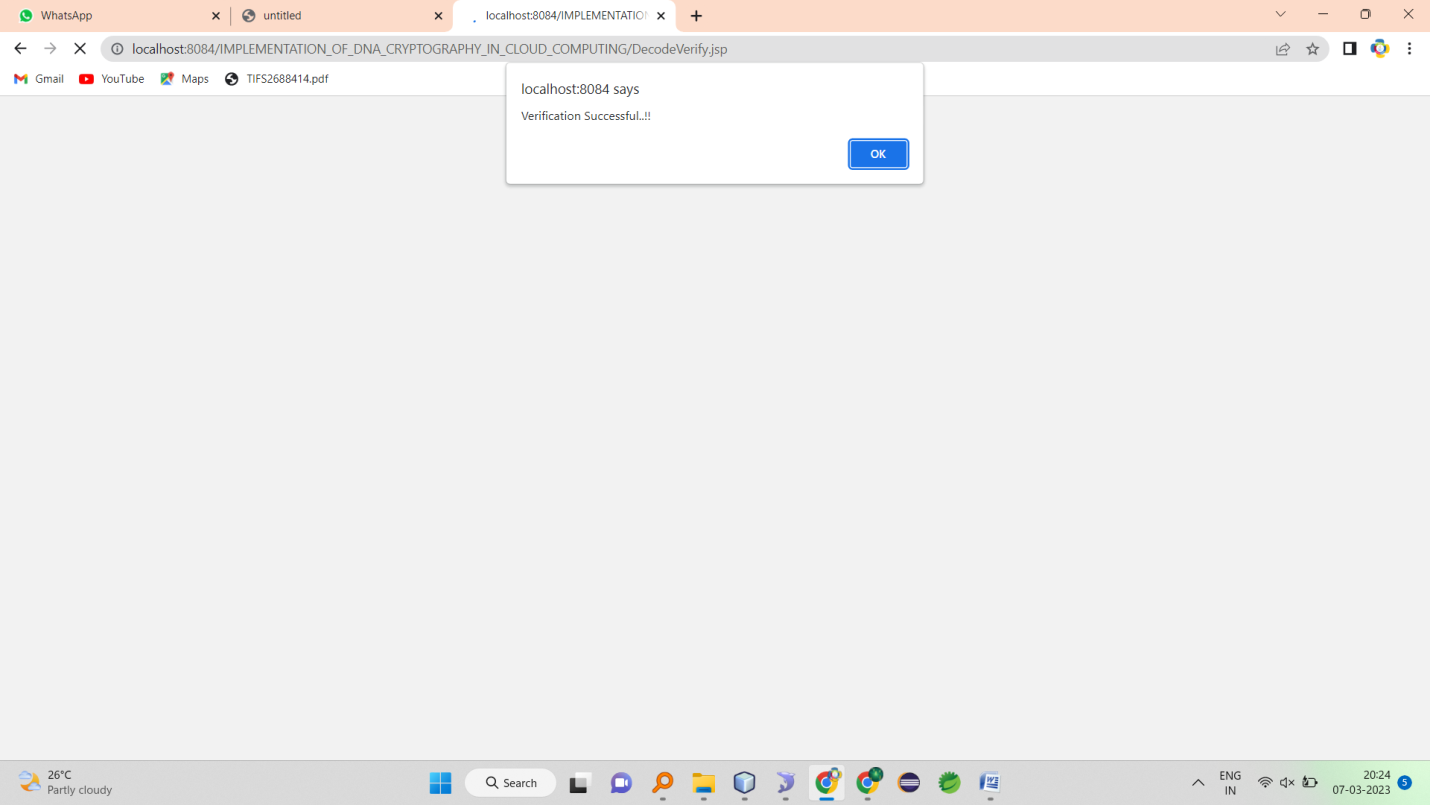 WhatsApp
untitled
localhost:8084/IMPLEMENTATION
localhost:8084/IMPLEMENTATION_OF_DNA_CRYPTOGRAPHY_IN_CLOUD_COMPUTING/DecodeVerify.jsp
Gmail
YouTube
Maps
TIFS2688414.pdf
localhost:8084 says
Verification Successful..!!
OK
26°C
Partly cloudy
Search
ENG
IN
20:24
07-03-2023
5